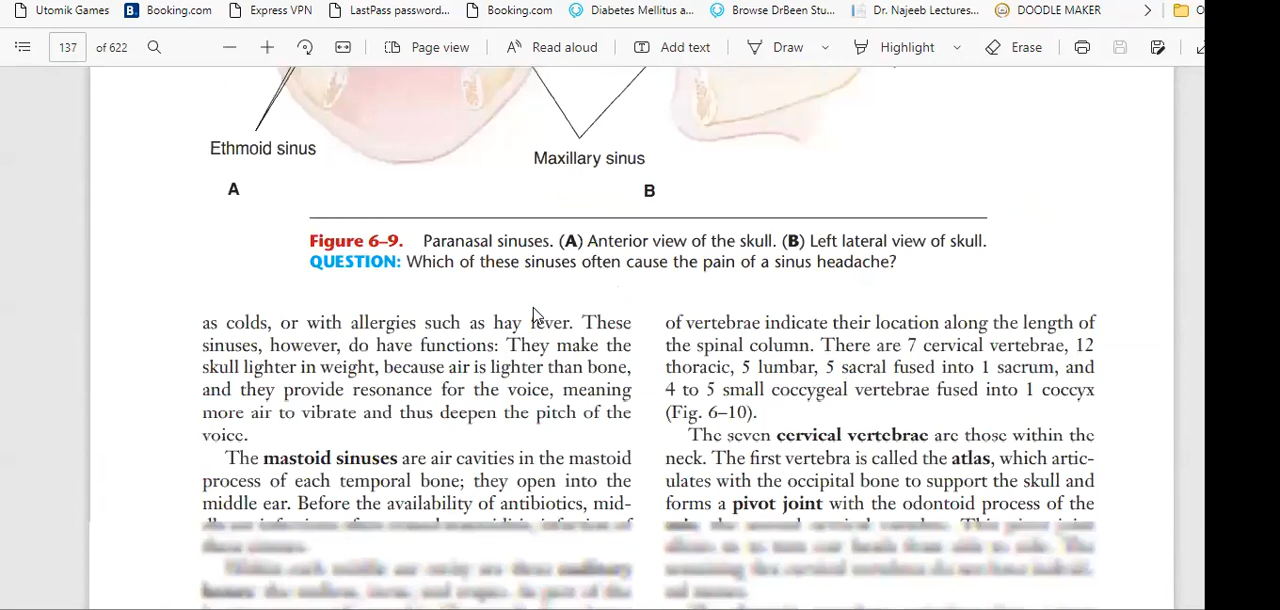 Utomik Games
B. Booking.com
Express VPN
LastPass password...
Booking.com
Diabetes Mellitus a...
Browse DrBeen Stu...
Dr. Najeeb Lectures...
DOODLE MAKER
137 of 622
Page view
Read aloud
Add text
Draw
Highlight
Erase
Ethmoid sinus
Maxillary sinus
A
B
Figure 6–9. Paranasal sinuses. (A) Anterior view of the skull. (B) Left lateral view of skull.
QUESTION: Which of these sinuses often cause the pain of a sinus headache?
as colds, or with allergies such as hay fever. These
sinuses, however, do have functions: They make the
skull lighter in weight, because air is lighter than bone,
and they provide resonance for the voice, meaning
more air to vibrate and thus deepen the pitch of the
voice.
The mastoid sinuses are air cavities in the mastoid
process of each temporal bone; they open into the
middle ear. Before the availability of antibiotics, mid-
of vertebrae indicate their location along the length of
the spinal column. There are 7 cervical vertebrae, 12
thoracic, 5 lumbar, 5 sacral fused into 1 sacrum, and
4 to 5 small coccygeal vertebrae fused into 1 coccyx
(Fig. 6–10).
The seven cervical vertebrae are those within the
neck. The first vertebra is called the atlas, which artic-
ulates with the occipital bone to support the skull and
forms a pivot joint with the odontoid process of the